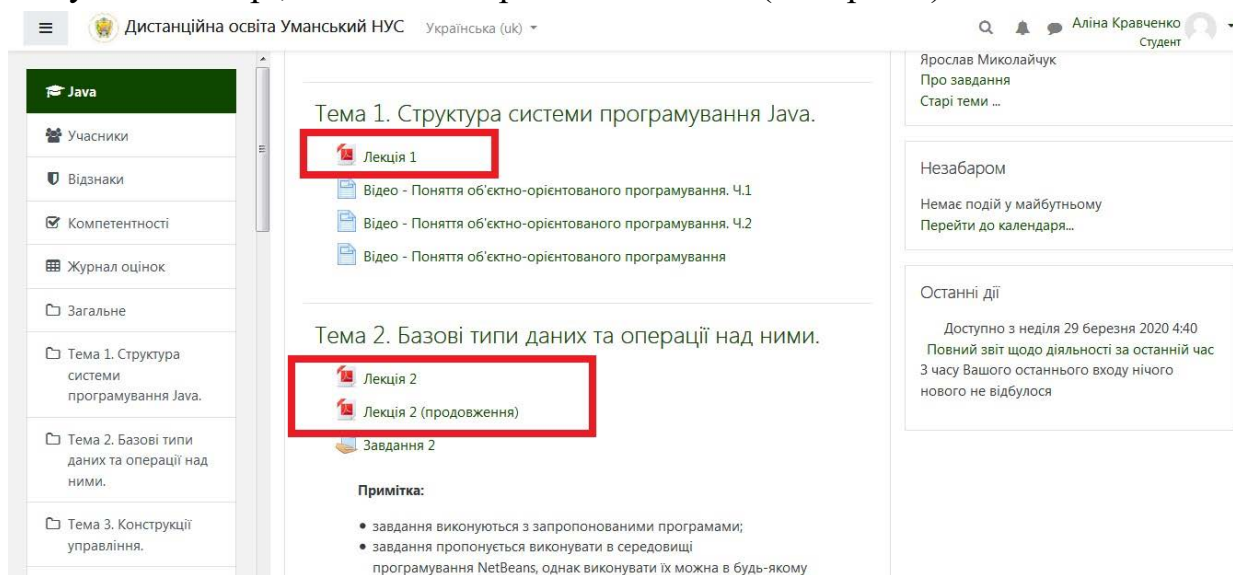 Дистанційна освіта Уманський НУС Українська (uk)
Аліна Кравченко
Студент
Java
Учасники
Відзнаки
Компетентності
Журнал оцінок
Загальне
Тема 1. Структура
системи
програмування Java.
Тема 2. Базові типи
даних та операції над
ними.
Тема 3. Конструкції
управління.
Тема 1. Структура системи програмування Java.
Лекція 1
Відео - Поняття об'єктно-орієнтованого програмування. Ч.1
Відео - Поняття об'єктно-орієнтованого програмування. Ч.2
Відео - Поняття об'єктно-орієнтованого програмування
Тема 2. Базові типи даних та операції над ними.
Лекція 2
Лекція 2 (продовження)
Завдання 2
Примітка:
• завдання виконуються з запропонованими програмами;
• завдання пропонується виконувати в середовищі
програмування NetBeans, однак виконувати їх можна в будь-якому
Ярослав Миколайчук
Про завдання
Старі теми ...
Незабаром
Немає подій у майбутньому
Перейти до календаря...
Останні дії
Доступно з неділя 29 березня 2020 4:40
Повний звіт щодо діяльності за останній час
З часу Вашого останнього входу нічого
нового не відбулося